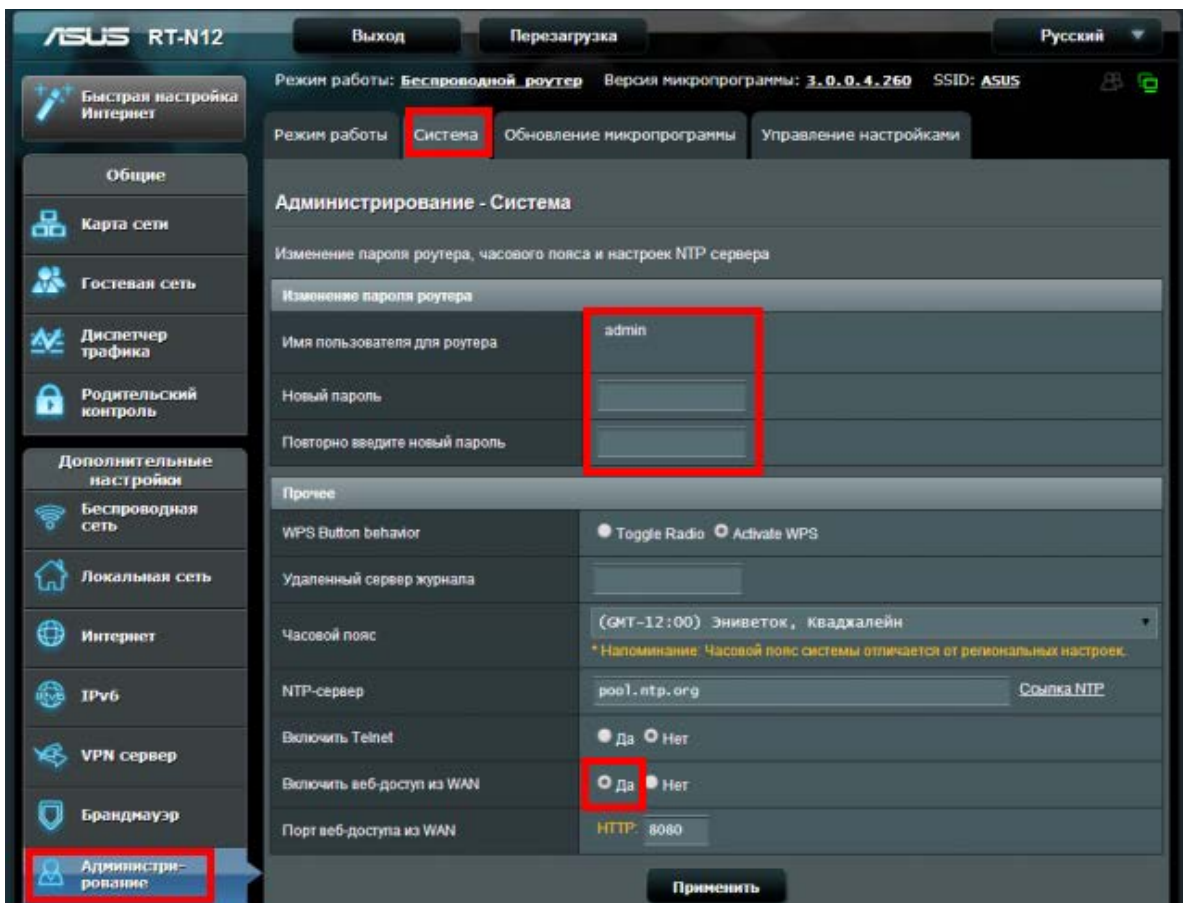 ASUS RT-N12
Выход
Перезагрузка
Русский
Быстрая настройка
Интернет
Режим работы: Беспроводной роутер Версия микропрограммы: 3.0.0.4.260 SSID: ASUS
Режим работы
Система
Обновление микропрограммы
Управление настройками
Общие
Карта сети
Гостевая сеть
Диспетчер
трафика
Родительский
контроль
Дополнительные
настройки
Беспроводная
сеть
Локальная сеть
Интернет
IPv6
VPN сервер
Брандмауэр
Администри-
рование
Администрирование - Система
Изменение пароля роутера, часового пояса и настроек NTP сервера
Изменение пароля роутера
Имя пользователя для роутера
admin
Новый пароль
Повторно введите новый пароль
Прочее
WPS Button behavior
Toggle Radio Activate WPS
Удаленный сервер журнала
Часовой пояс
(GMT-12:00) Эниветок, Кваджалейн
* Напоминание: Часовой пояс системы отличается от региональных настроек.
NTP-сервер
pool.ntp.org
Ссылка NTP
Включить Telnet
Да Нет
Включить веб-доступ из WAN
Да Нет
Порт веб-доступа из WAN
HTTP: 8080
Применить